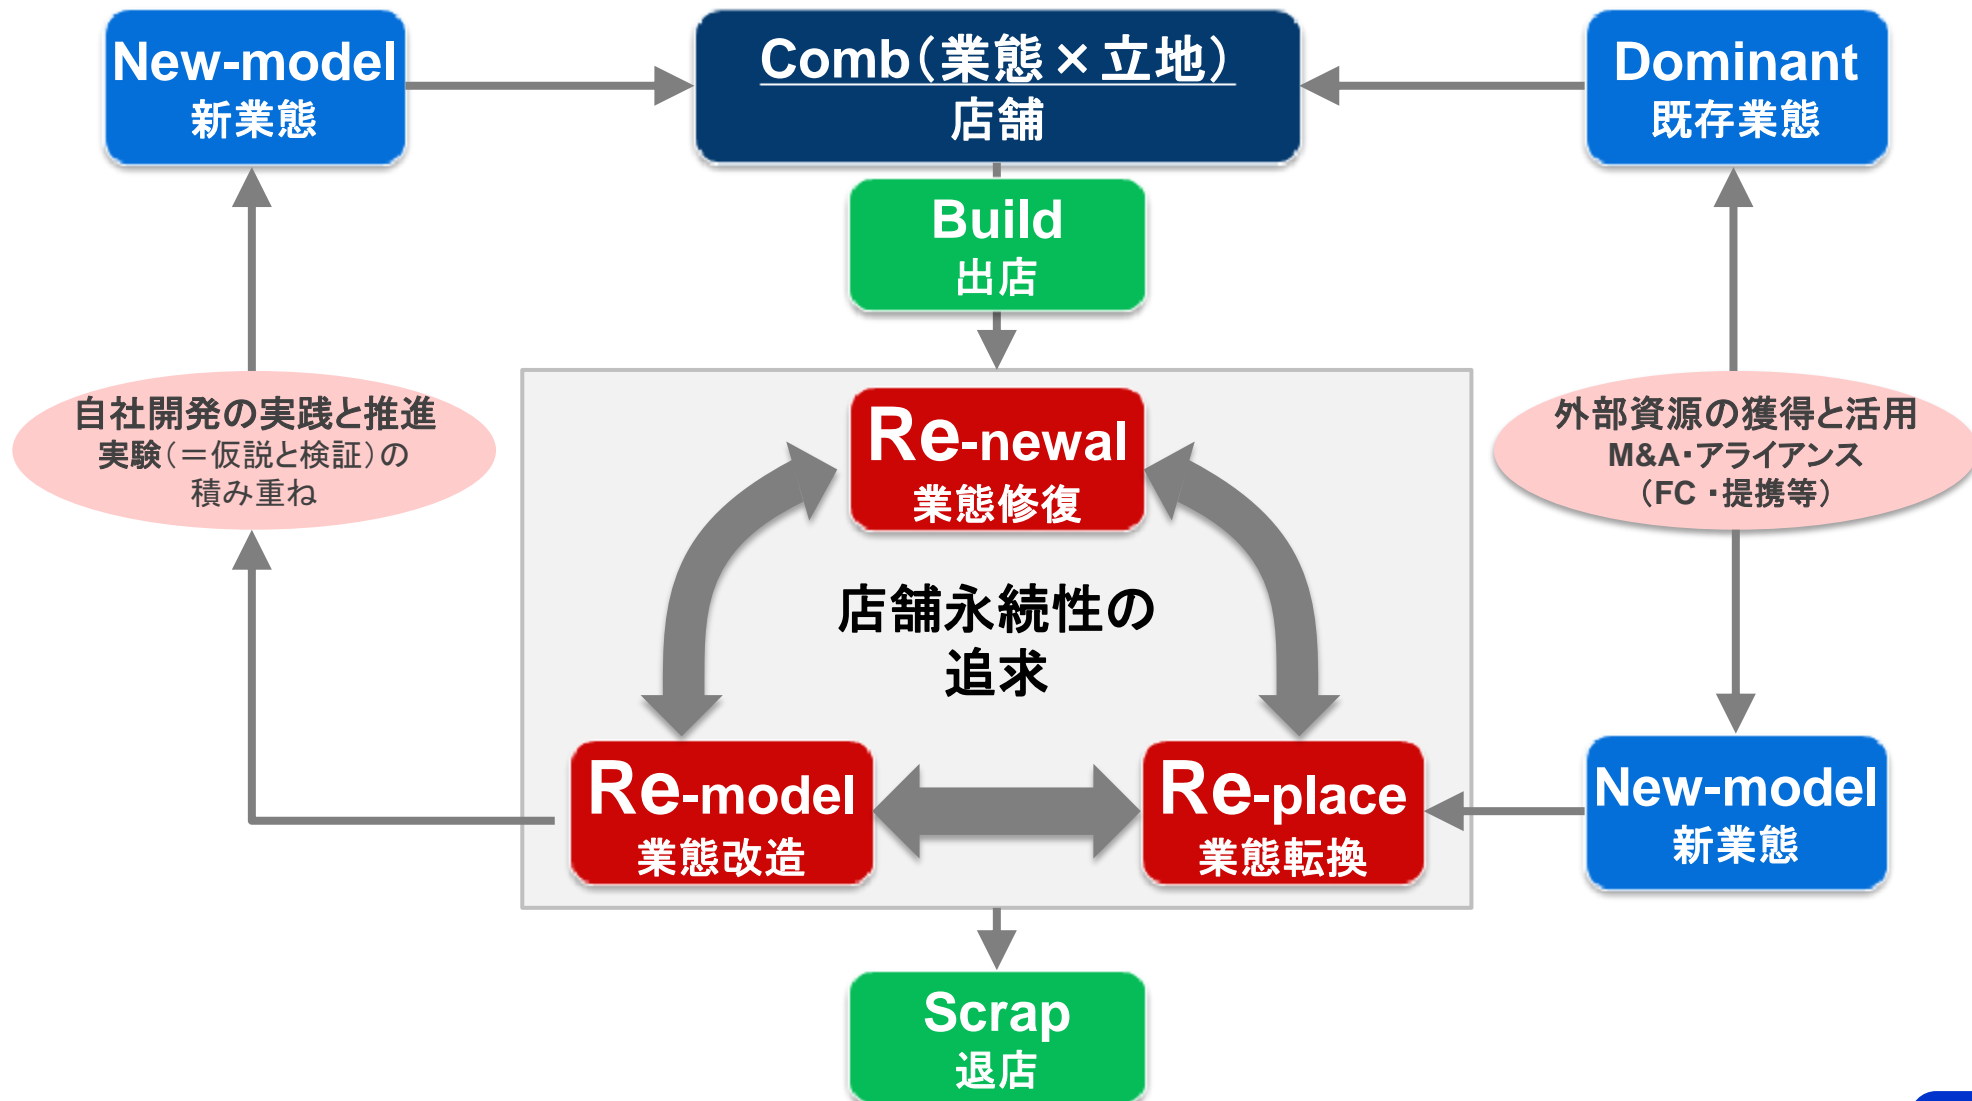 New-model
新業態
Comb（業態×立地）
店舗
Dominant
既存業態
Build
出店
自社開発の実践と推進
実験（＝仮説と検証）の
積み重ね
Re-newal
業態修復
外部資源の獲得と活用
M&A・アライアンス
（FC・提携等）
店舗永続性の
追求
Re-model
業態改造
Re-place
業態転換
New-model
新業態
Scrap
退店